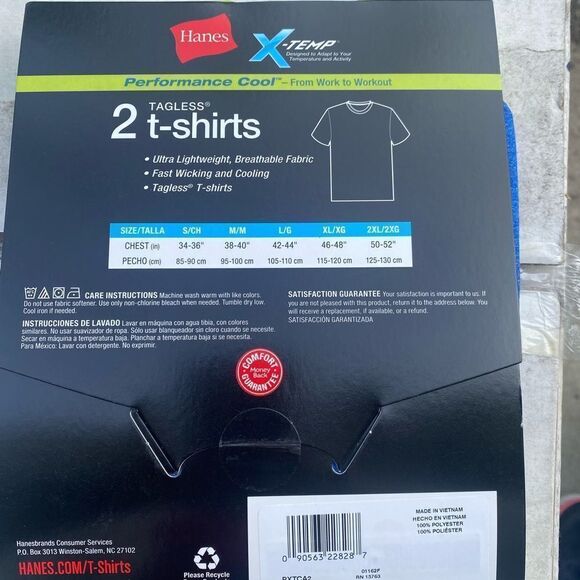 Hanes
X-TEMP™
Designed to Adapt to Your
Temperature and Activity
Performance Cool™ – From Work to Workout
TAGLESS®
2 t-shirts
• Ultra Lightweight, Breathable Fabric
• Fast Wicking and Cooling
• Tagless® T-shirts
SIZE/TALLA S/CH M/M L/G XL/XG 2XL/2XG
CHEST (in) 34-36" 38-40" 42-44" 46-48" 50-52"
PECHO (cm) 85-90 cm 95-100 cm 105-110 cm 115-120 cm 125-130 cm
CARE INSTRUCTIONS Machine wash warm with like colors.
Do not use fabric softener. Use only non-chlorine bleach when needed. Tumble dry low.
Cool iron if needed.
INSTRUCCIONES DE LAVADO Lavar en máquina con agua tibia, con colores
similares. No usar suavizador de ropa. Sólo usar blanqueador sin cloro cuando se necesite.
Secar en máquina a temperatura baja. Planchar a temperatura baja si se necesita.
Para México: Lavar con detergente. No exprimir.
SATISFACTION GUARANTEE Your satisfaction is important to us. If
you are not pleased with this product, return it to the address below. You
will receive a replacement, if available, or a refund.
SATISFACCIÓN GARANTIZADA
COMFORT
Money
Back
GUARANTEE
Hanesbrands Consumer Services
P.O. Box 3013 Winston-Salem, NC 27102
HANES.COM/T-Shirts
Please Recycle
0 90563 22828 7
01162F
RN 13763
PXTCA2
MADE IN VIETNAM
HECHO EN VIETNAM
100% POLYESTER
100% POLIÉSTER